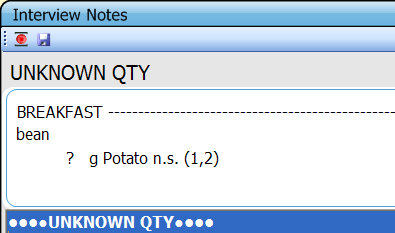 Interview Notes
UNKNOWN QTY
BREAKFAST --------------------------------------------------
bean
? g Potato n.s. (1,2)
●●●●UNKNOWN QTY●●●●